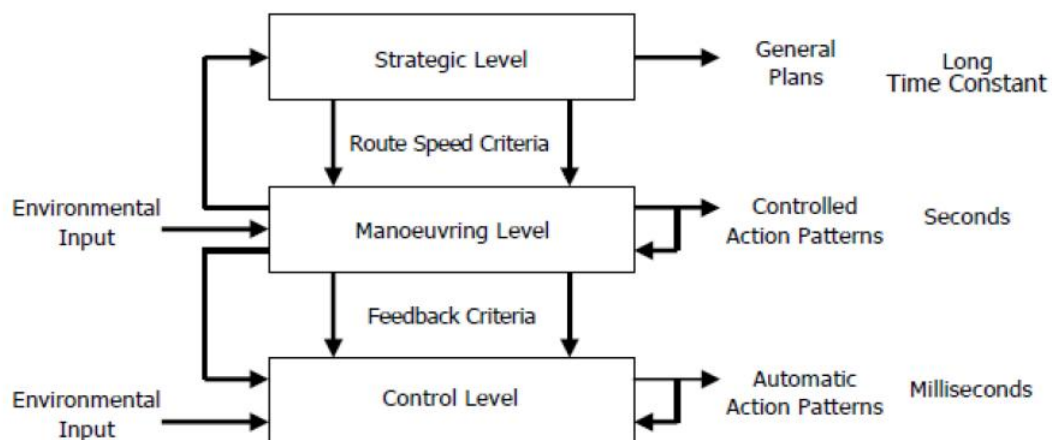 Strategic Level
General
Plans
Long
Time Constant
Route Speed Criteria
Environmental
Input
Manoeuvring Level
Controlled
Action Patterns
Seconds
Feedback Criteria
Environmental
Input
Control Level
Automatic
Action Patterns
Milliseconds